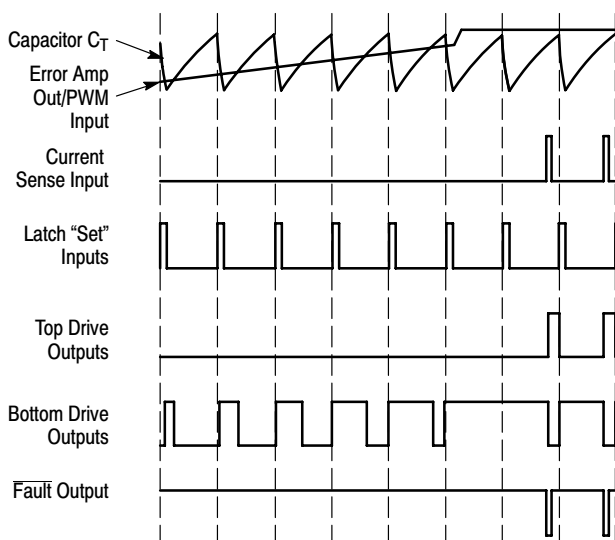 Capacitor CT
Error Amp
Out/PWM
Input
Current
Sense Input
Latch “Set”
Inputs
Top Drive
Outputs
Bottom Drive
Outputs
Fault Output